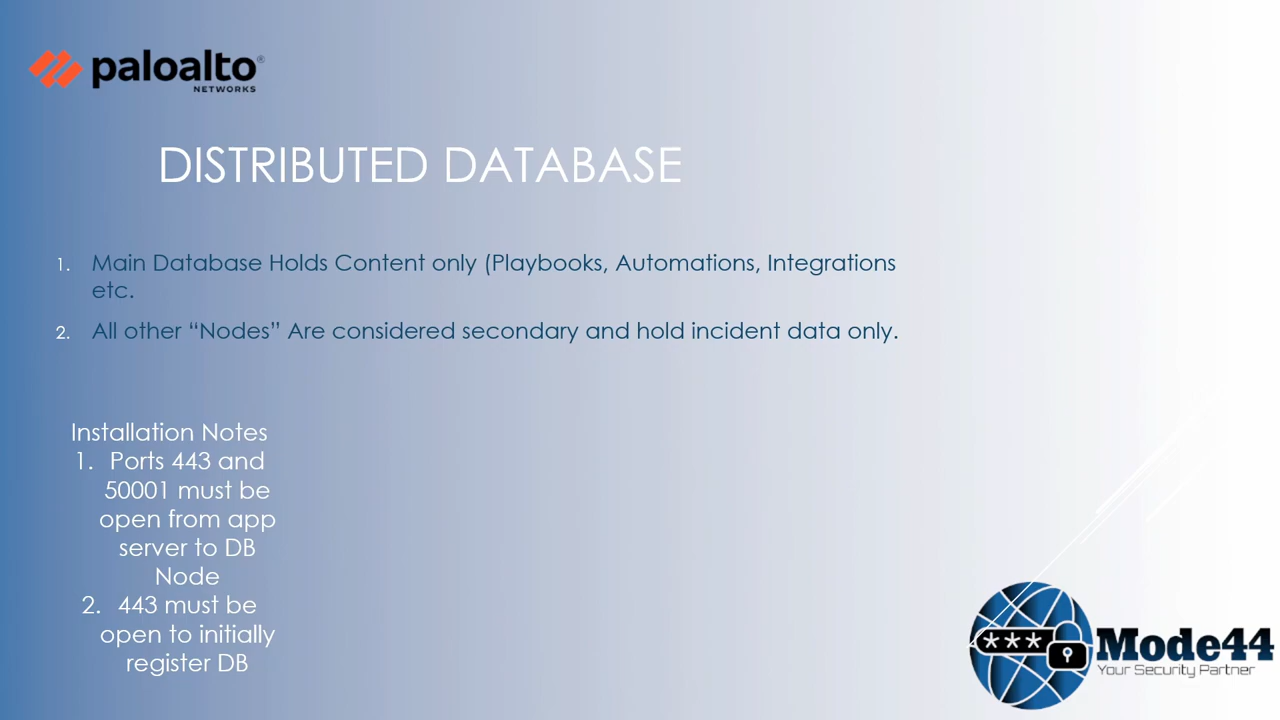 paloalto®
NETWORKS
DISTRIBUTED DATABASE
1. Main Database Holds Content only (Playbooks, Automations, Integrations
etc.
2. All other “Nodes” Are considered secondary and hold incident data only.
Installation Notes
1. Ports 443 and
50001 must be
open from app
server to DB
Node
2. 443 must be
open to initially
register DB
***
Mode44
Your Security Partner